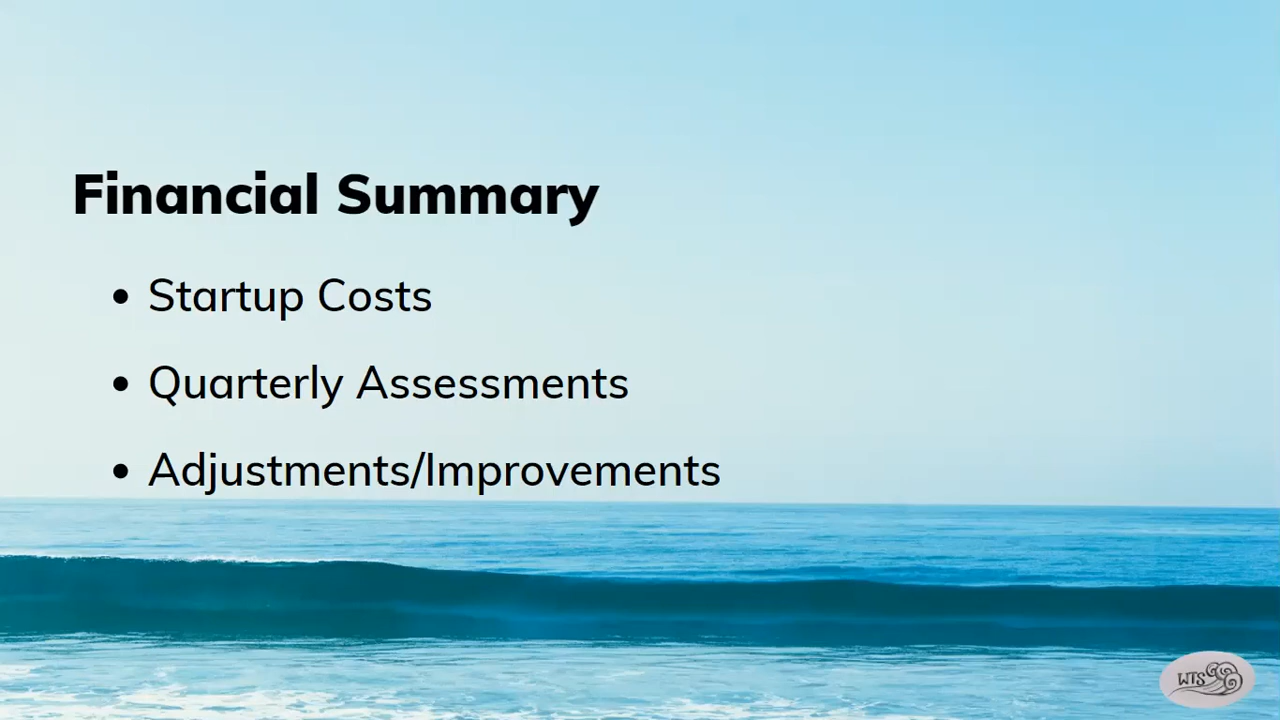 Financial Summary
• Startup Costs
• Quarterly Assessments
• Adjustments/Improvements
WTS